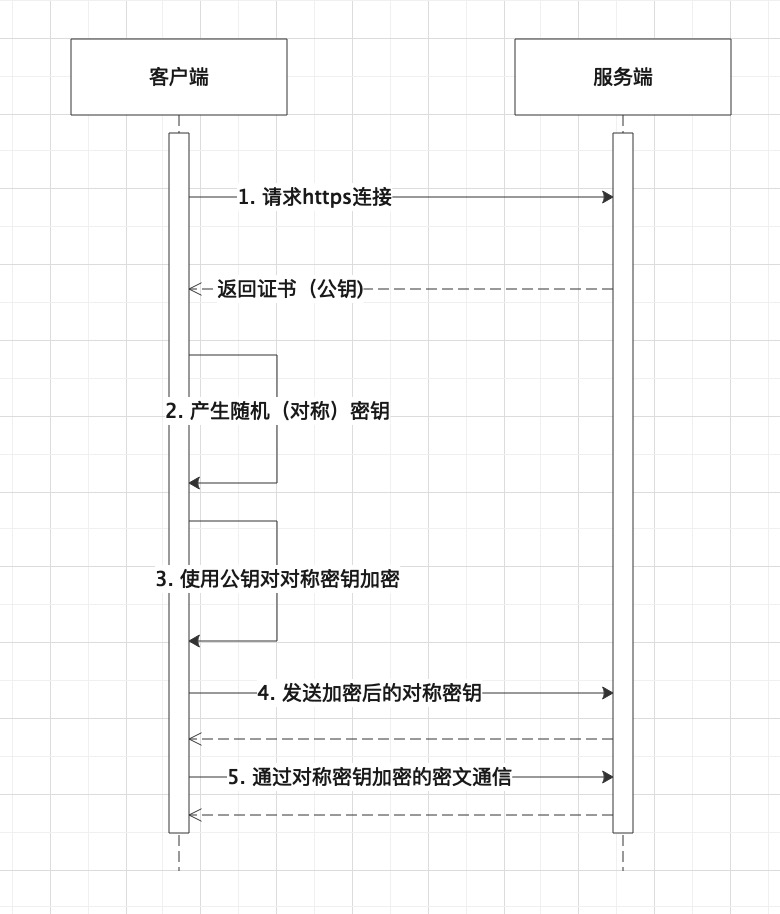 客户端
服务端
1. 请求https连接
返回证书（公钥)
2. 产生随机（对称）密钥
3. 使用公钥对对称密钥加密
4. 发送加密后的对称密钥
5. 通过对称密钥加密的密文通信